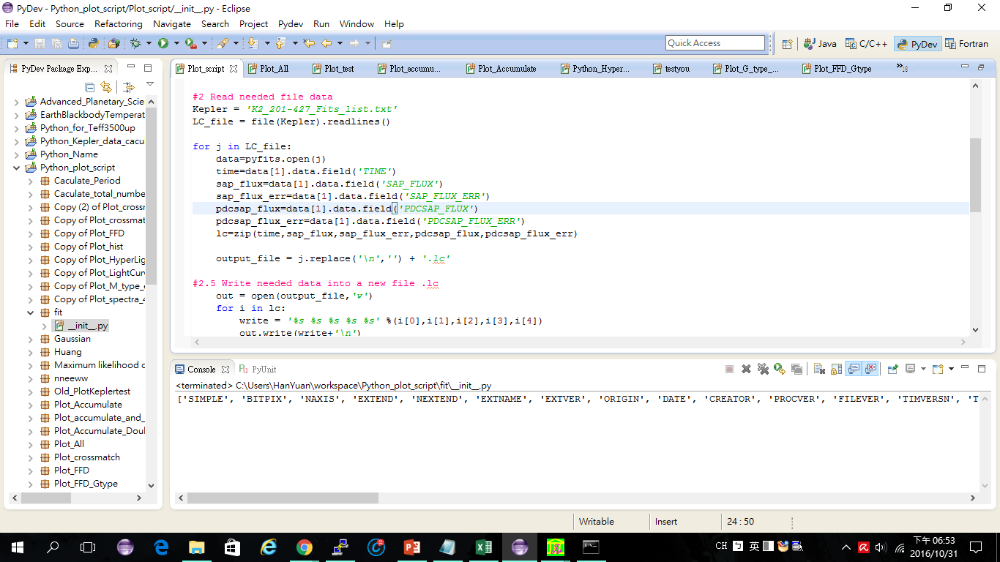 PyDev - Python_plot_script/Plot_script/__init__.py - Eclipse
File Edit Source Refactoring Navigate Search Project Pydev Run Window Help
Quick Access
Java C/C++ PyDev Fortran
PyDev Package Exp...
Plot_script Plot_All Plot_test Plot_accumu... Plot_Accumulate Python_Hyper... testyou Plot_G_type_... Plot_FFD_Gtype
Advanced_Planetary_Scie
EarthBlackbodyTemperat
Python_for_Teff3500up
Python_Kepler_data_cacu
Python_Name
Python_plot_script
Caculate_Period
Caculate_total_numbe
Copy (2) of Plot_crossr
Copy of Plot_crossmat
Copy of Plot_FFD
Copy of Plot_hist
Copy of Plot_HyperLig
Copy of Plot_LightCurv
Copy of Plot_M_type_
Copy of Plot_spectra_4
fit
__init__.py
Gaussian
Huang
Maximum likelihood c
nneeww
Old_PlotKeplertest
Plot_Accumulate
Plot_accumulate_and_
Plot_Accumulate_Doul
Plot_All
Plot_crossmatch
Plot_FFD
Plot_FFD_Gtype
#2 Read needed file data
Kepler = 'K2_201-427_Fits_list.txt'
LC_file = file(Kepler).readlines()
for j in LC_file:
data=pyfits.open(j)
time=data[1].data.field('TIME')
sap_flux=data[1].data.field('SAP_FLUX')
sap_flux_err=data[1].data.field('SAP_FLUX_ERR')
pdcsap_flux=data[1].data.field('PDCSAP_FLUX')
pdcsap_flux_err=data[1].data.field('PDCSAP_FLUX_ERR')
lc=zip(time,sap_flux,sap_flux_err,pdcsap_flux,pdcsap_flux_err)
output_file = j.replace('\n','') + '.lc'
#2.5 Write needed data into a new file .lc
out = open(output_file,'w')
for i in lc:
write = '%s %s %s %s %s' %(i[0],i[1],i[2],i[3],i[4])
out.write(write+'\n')
Console PyUnit
<terminated> C:\Users\HanYuan\workspace\Python_plot_script\fit\__init__.py
['SIMPLE', 'BITPIX', 'NAXIS', 'EXTEND', 'NEXTEND', 'EXTNAME', 'EXTVER', 'ORIGIN', 'DATE', 'CREATOR', 'PROCVER', 'FILEVER', 'TIMVERSN', 'T
Writable Insert 24 : 50
CH 英
下午 06:53
2016/10/31